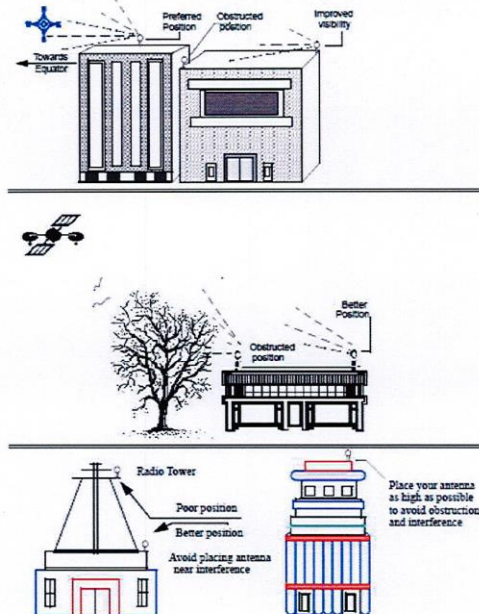 Preferred
Position
Obstructed
position
Improved
visibility
Towards
Equator
Better
Position
Obstructed
position
Radio Tower
Poor position
Better position
Avoid placing antenna
near interference
Place your antenna
as high as possible
to avoid obstruction
and interference